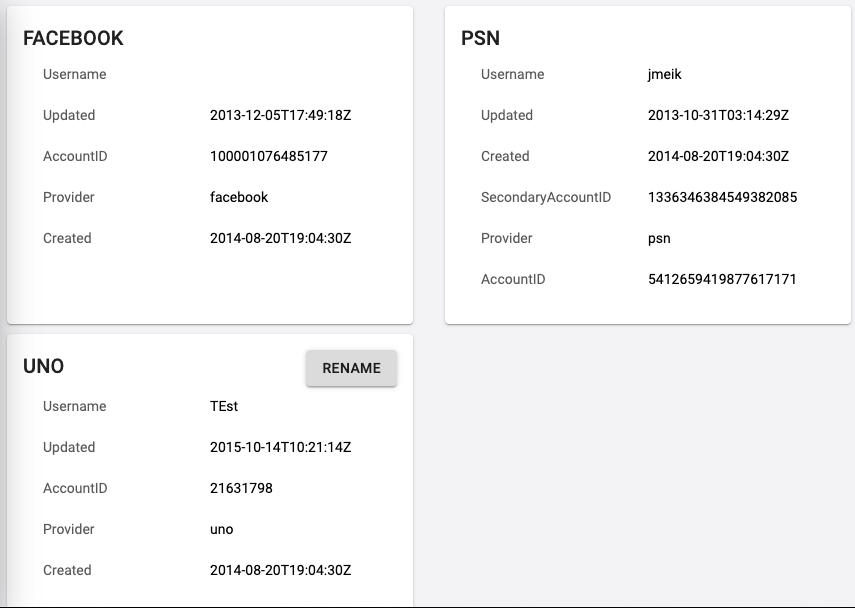 FACEBOOK
Username
Updated 2013-12-05T17:49:18Z
AccountID 100001076485177
Provider facebook
Created 2014-08-20T19:04:30Z
PSN
Username jmeik
Updated 2013-10-31T03:14:29Z
Created 2014-08-20T19:04:30Z
SecondaryAccountID 1336346384549382085
Provider psn
AccountID 5412659419877617171
UNO RENAME
Username TEst
Updated 2015-10-14T10:21:14Z
AccountID 21631798
Provider uno
Created 2014-08-20T19:04:30Z